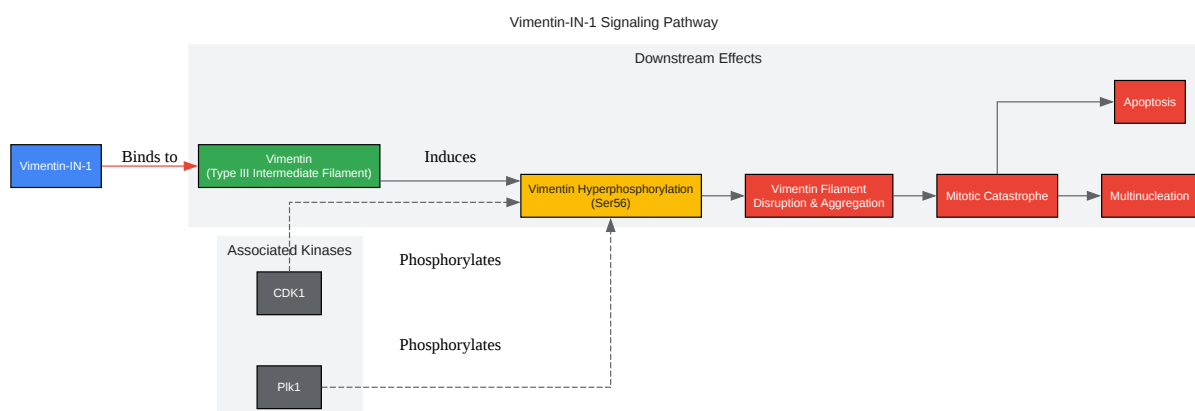 Vimentin-IN-1 Signaling Pathway
Downstream Effects
Apoptosis
Vimentin-IN-1
Binds to
Vimentin
(Type III Intermediate Filament)
Induces
Vimentin Hyperphosphorylation
(Ser56)
Vimentin Filament
Disruption & Aggregation
Mitotic Catastrophe
Multinucleation
Associated Kinases
Phosphorylates
CDK1
Phosphorylates
Plk1